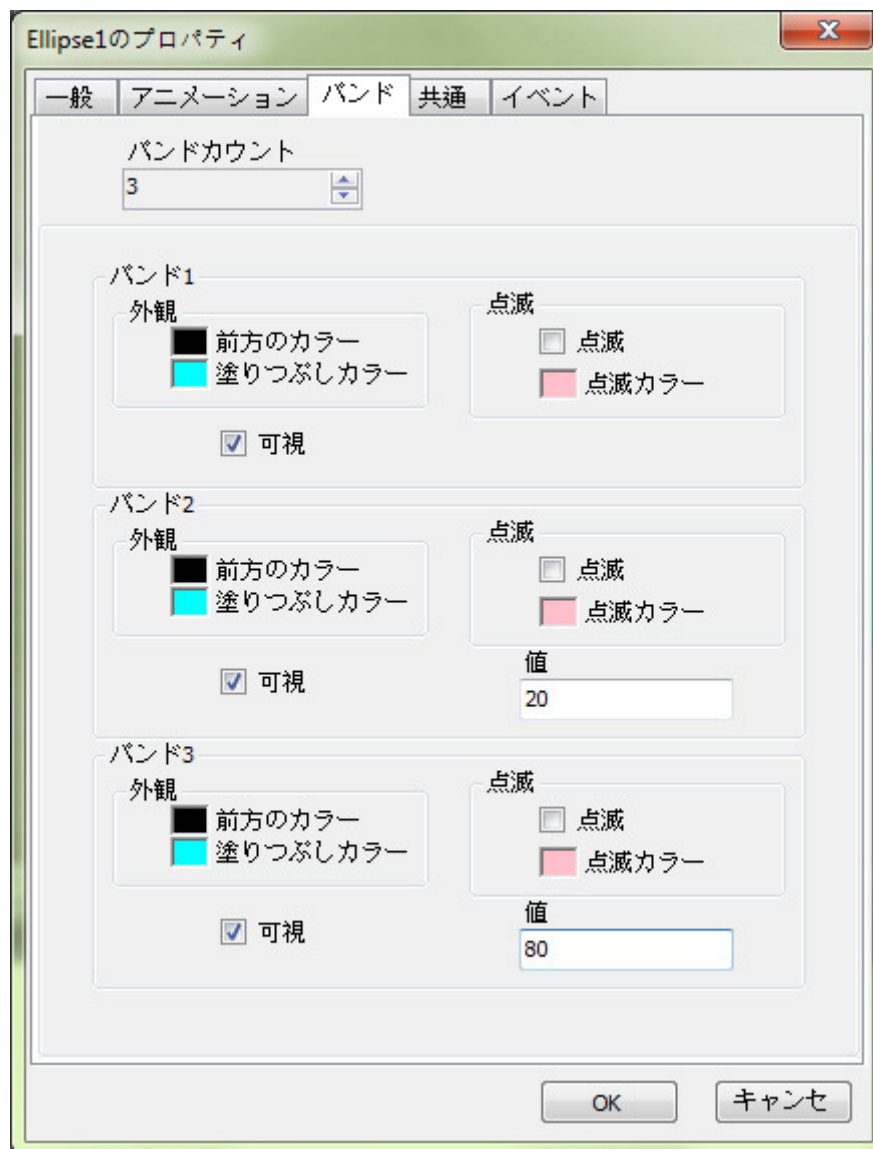 Ellipse1のプロパティ
一般 アニメーション バンド 共通 イベント
バンドカウント
3
バンド1
外観
前方のカラー
塗りつぶしカラー
点滅
点滅
点滅カラー
可視
バンド2
外観
前方のカラー
塗りつぶしカラー
点滅
点滅
点滅カラー
可視
値
20
バンド3
外観
前方のカラー
塗りつぶしカラー
点滅
点滅
点滅カラー
可視
値
80
OK キャンセ